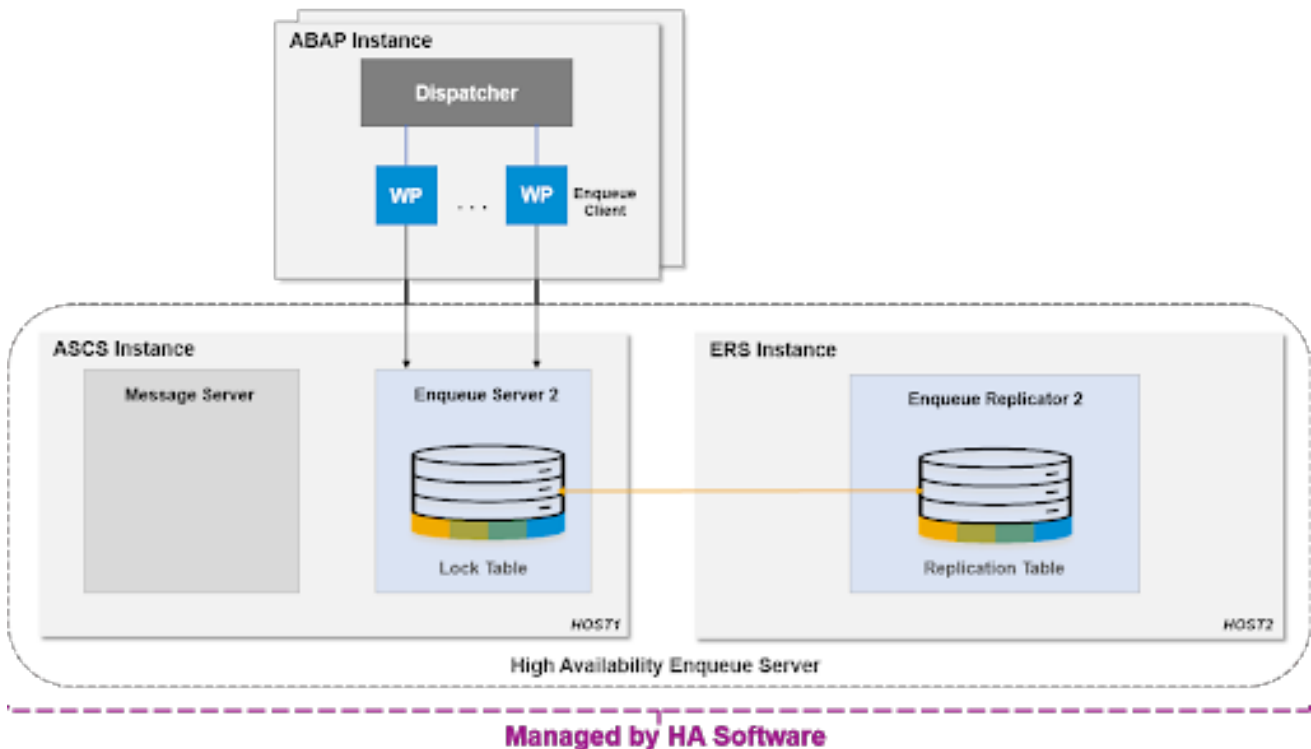 ABAP Instance
Dispatcher
WP
. . .
WP
Enqueue
Client
ASCS Instance
Message Server
Enqueue Server 2
Lock Table
HOST1
ERS Instance
Enqueue Replicator 2
Replication Table
HOST2
High Availability Enqueue Server
Managed by HA Software